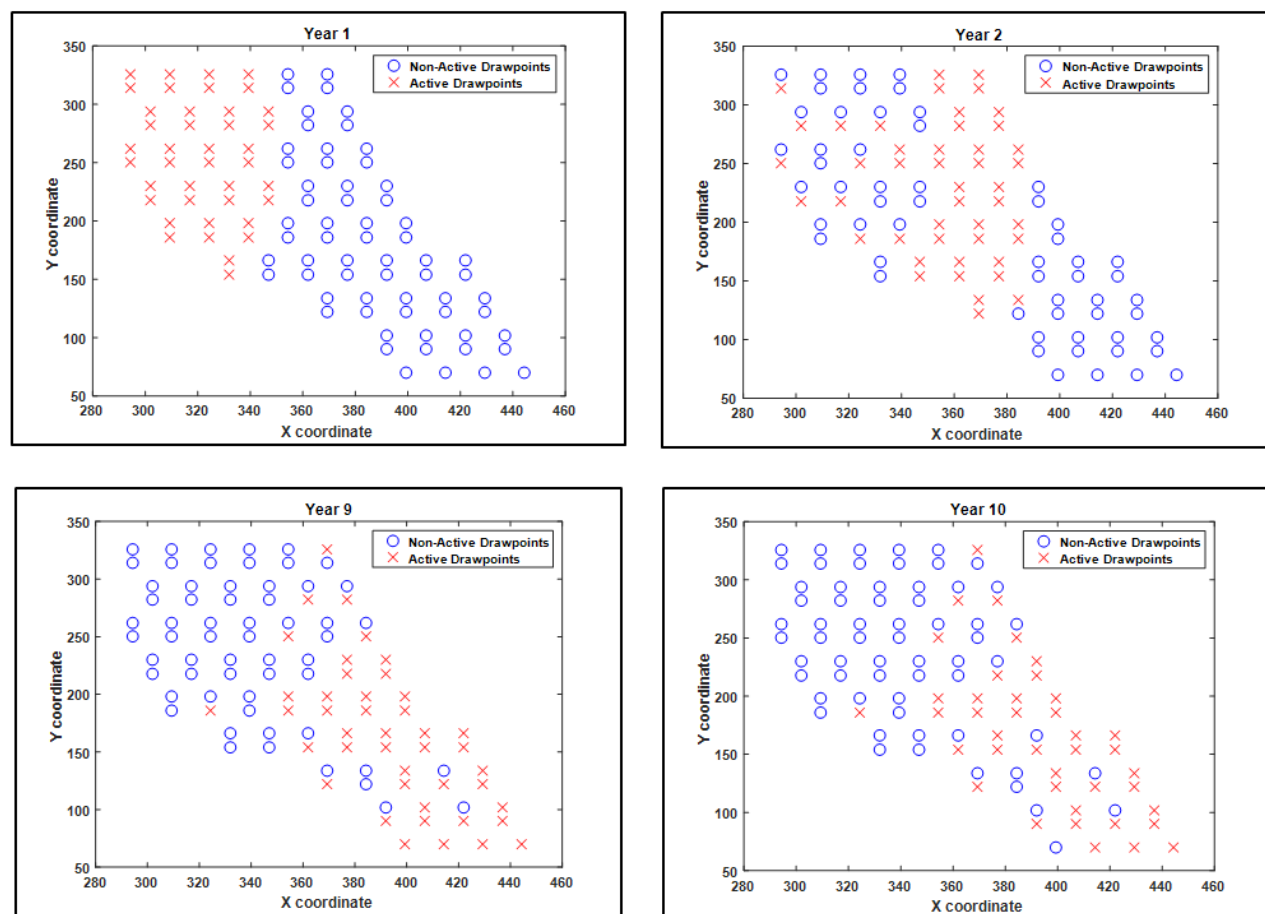 Year 1
350
300
250
200
150
100
50
Y coordinate
Non-Active Drawpoints
Active Drawpoints
280 300 320 340 360 380 400 420 440 460
X coordinate
Year 2
350
300
250
200
150
100
50
Y coordinate
Non-Active Drawpoints
Active Drawpoints
280 300 320 340 360 380 400 420 440 460
X coordinate
Year 9
350
300
250
200
150
100
50
Y coordinate
Non-Active Drawpoints
Active Drawpoints
280 300 320 340 360 380 400 420 440 460
X coordinate
Year 10
350
300
250
200
150
100
50
Y coordinate
Non-Active Drawpoints
Active Drawpoints
280 300 320 340 360 380 400 420 440 460
X coordinate